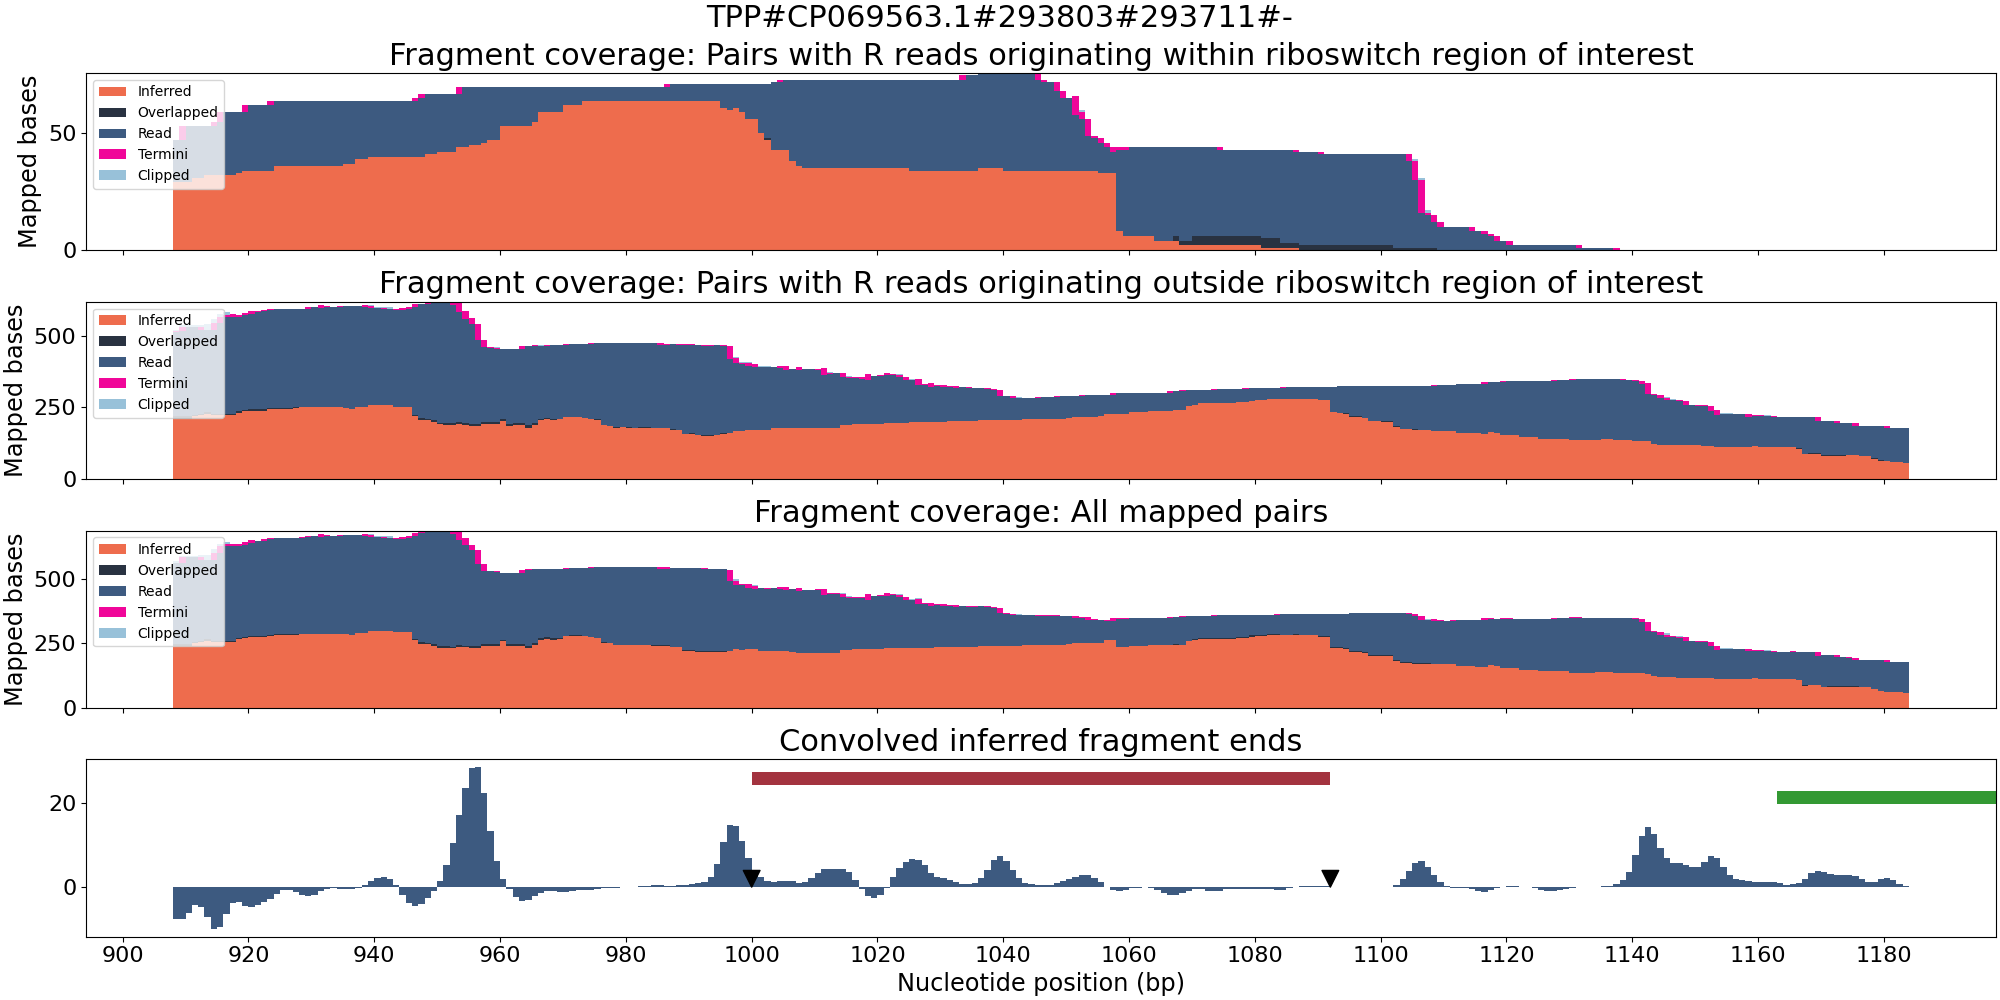 TPP#CP069563.1#293803#293711#-
Fragment coverage: Pairs with R reads originating within riboswitch region of interest
Mapped bases
50
0
Inferred
Overlapped
Read
Termini
Clipped
Fragment coverage: Pairs with R reads originating outside riboswitch region of interest
Mapped bases
500
250
0
Inferred
Overlapped
Read
Termini
Clipped
Fragment coverage: All mapped pairs
Mapped bases
500
250
0
Inferred
Overlapped
Read
Termini
Clipped
Convolved inferred fragment ends
20
0
900 920 940 960 980 1000 1020 1040 1060 1080 1100 1120 1140 1160 1180
Nucleotide position (bp)